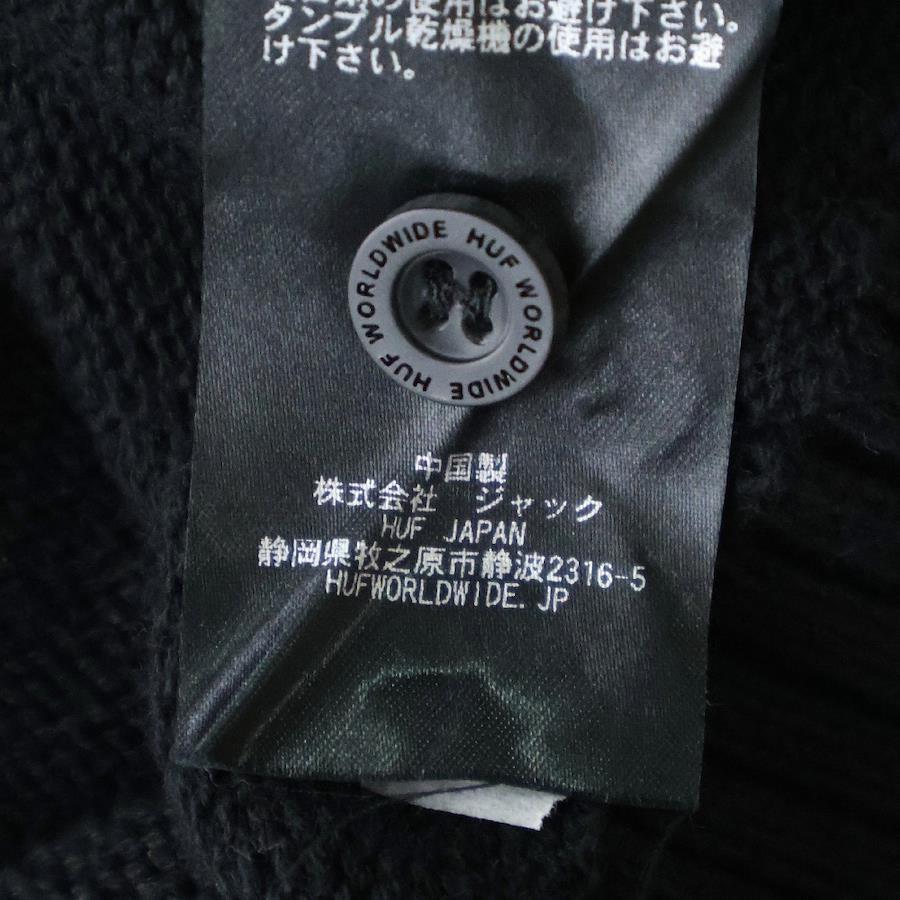 の使用はお避け下さい。
タンブル乾燥機の使用はお避
け下さい。
HUF WORLDWIDE HUF WORLDWIDE
中国製
株式会社 ジャック
HUF JAPAN
静岡県牧之原市静波2316-5
HUFWORLDWIDE.JP